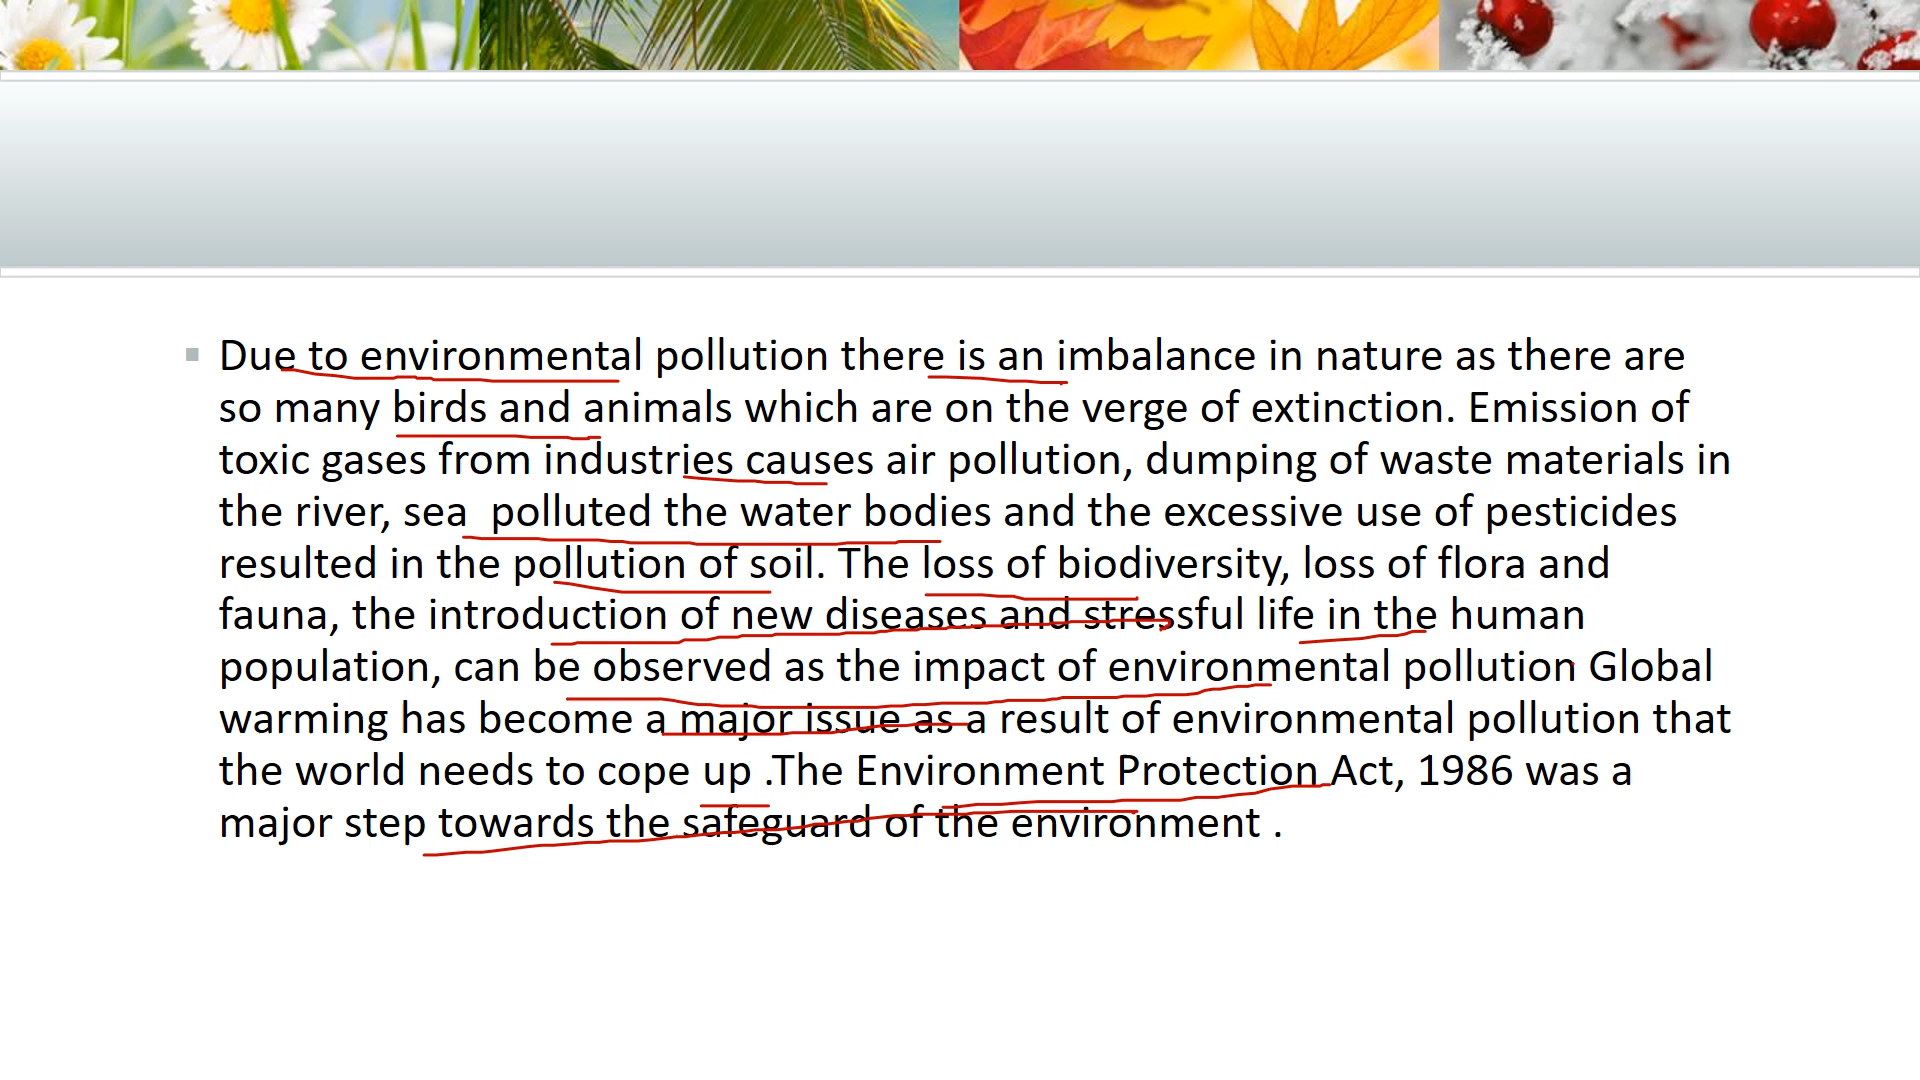 Due to environmental pollution there is an imbalance in nature as there are
so many birds and animals which are on the verge of extinction. Emission of
toxic gases from industries causes air pollution, dumping of waste materials in
the river, sea  polluted the water bodies and the excessive use of pesticides
resulted in the pollution of soil. The loss of biodiversity, loss of flora and
fauna, the introduction of new diseases and stressful life in the human
population, can be observed as the impact of environmental pollution Global
warming has become a major issue as a result of environmental pollution that
the world needs to cope up .The Environment Protection Act, 1986 was a
major step towards the safeguard of the environment .